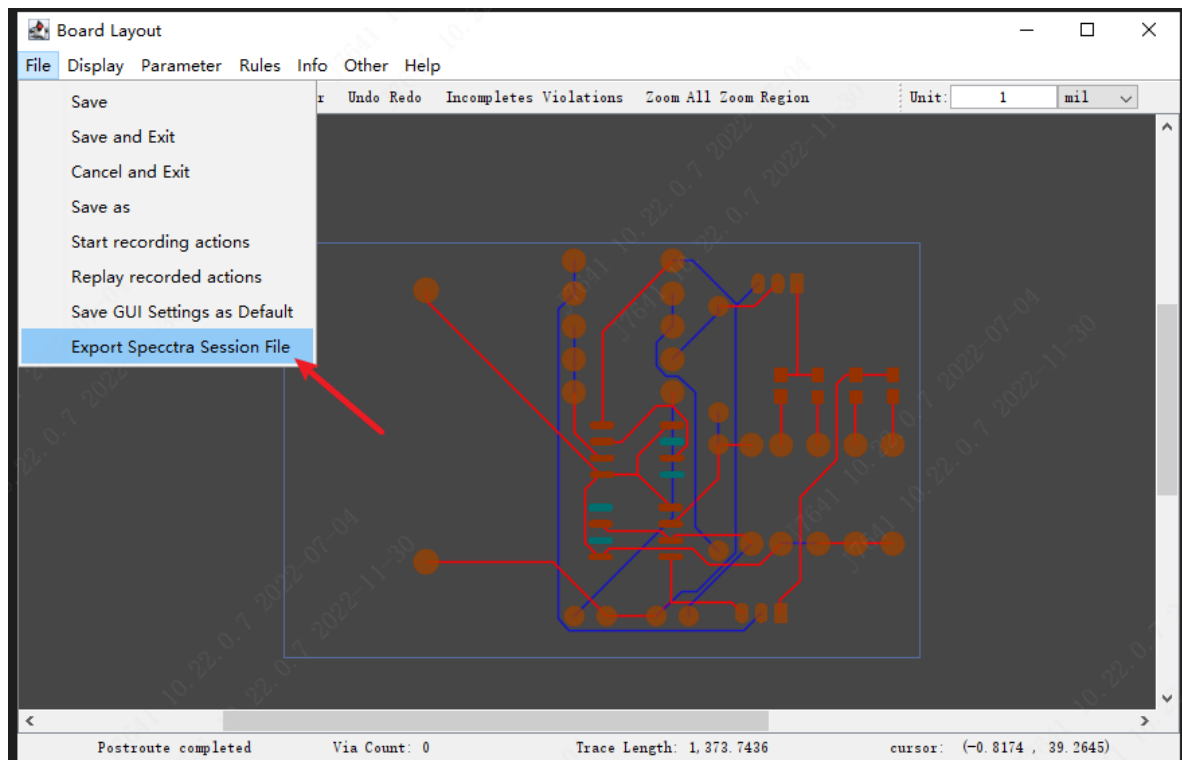 Board Layout
File Display Parameter Rules Info Other Help
Save
Undo Redo Incompletes Violations Zoom All Zoom Region Unit: 1 mil
Save and Exit
Cancel and Exit
Save as
Start recording actions
Replay recorded actions
Save GUI Settings as Default
Export Specctra Session File
Postroute completed Via Count: 0 Trace Length: 1,373.7436 cursor: (-0.8174 , 39.2645)